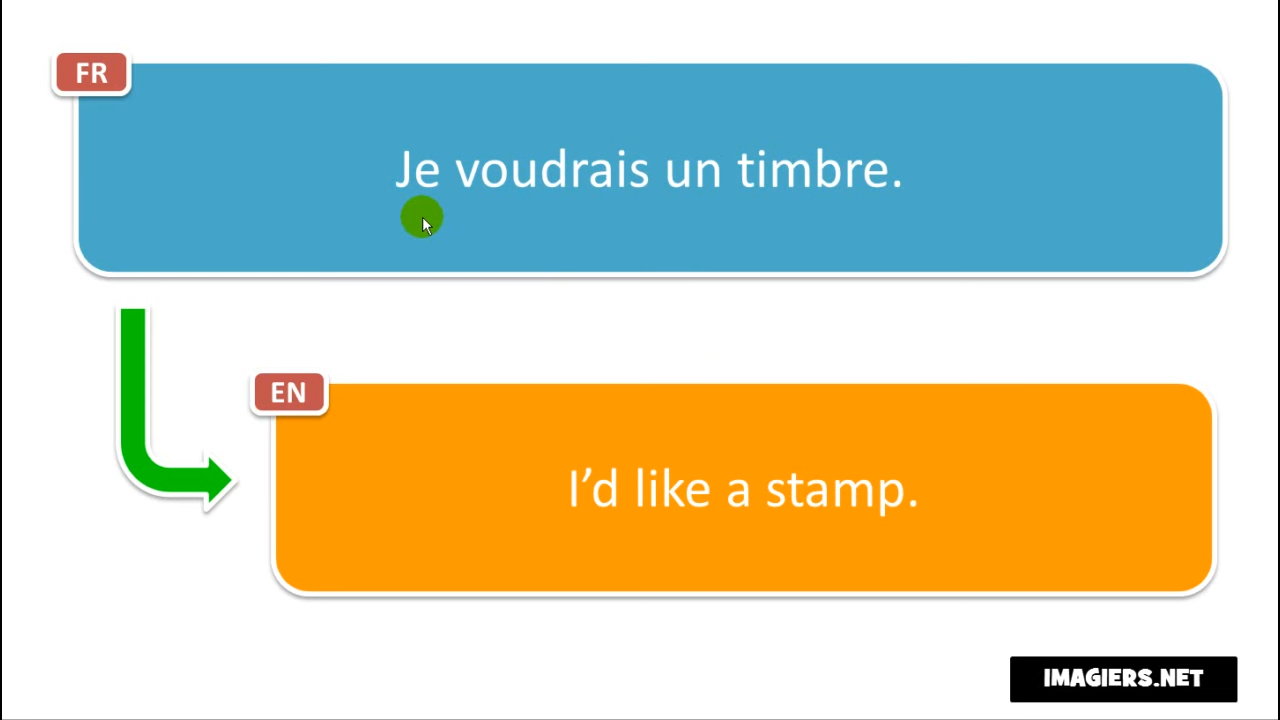 FR
Je voudrais un timbre.
EN
I’d like a stamp.
IMAGIERS.NET